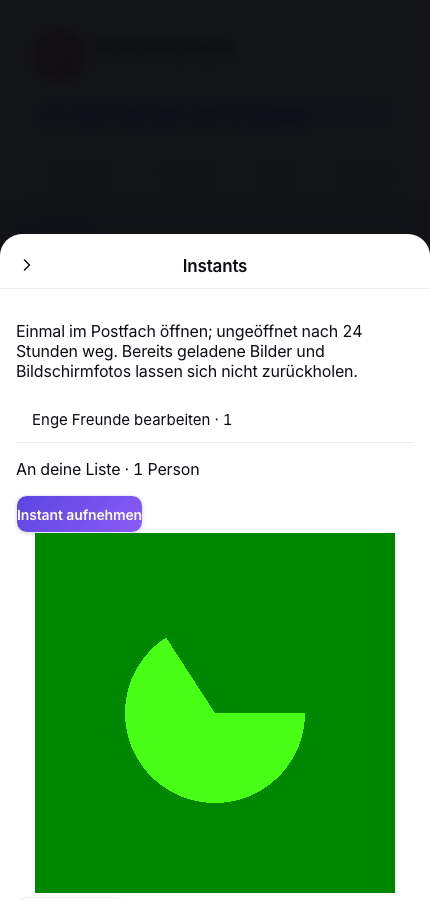 Instants
Einmal im Postfach öffnen; ungeöffnet nach 24
Stunden weg. Bereits geladene Bilder und
Bildschirmfotos lassen sich nicht zurückholen.
Enge Freunde bearbeiten · 1
An deine Liste · 1 Person
Instant aufnehmen